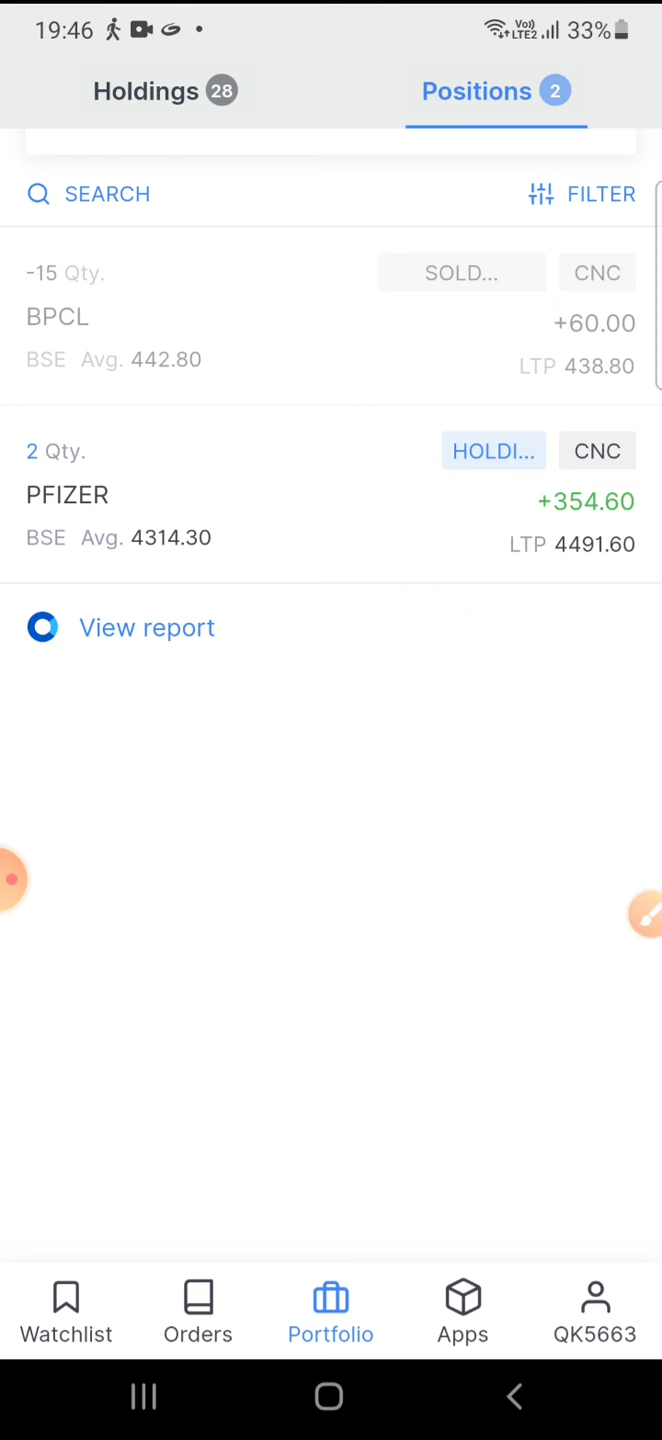 19:46 Vo)) LTE2 33%
Holdings 28 Positions 2
SEARCH FILTER
-15 Qty. SOLD... CNC
BPCL +60.00
BSE Avg. 442.80 LTP 438.80
2 Qty. HOLDI... CNC
PFIZER +354.60
BSE Avg. 4314.30 LTP 4491.60
View report
Watchlist Orders Portfolio Apps QK5663